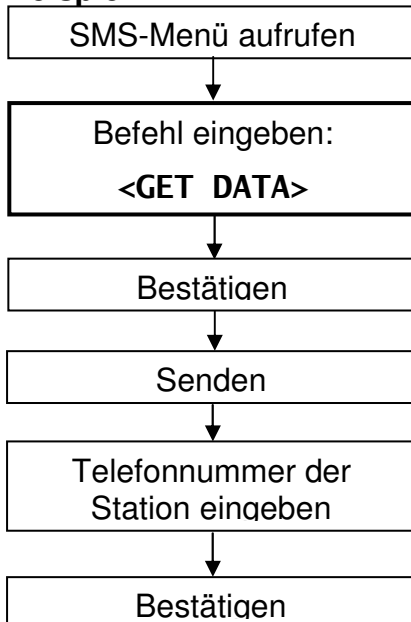 SMS-Menü aufrufen
Befehl eingeben:
<GET DATA>
Bestätigen
Senden
Telefonnummer der
Station eingeben
Bestätigen